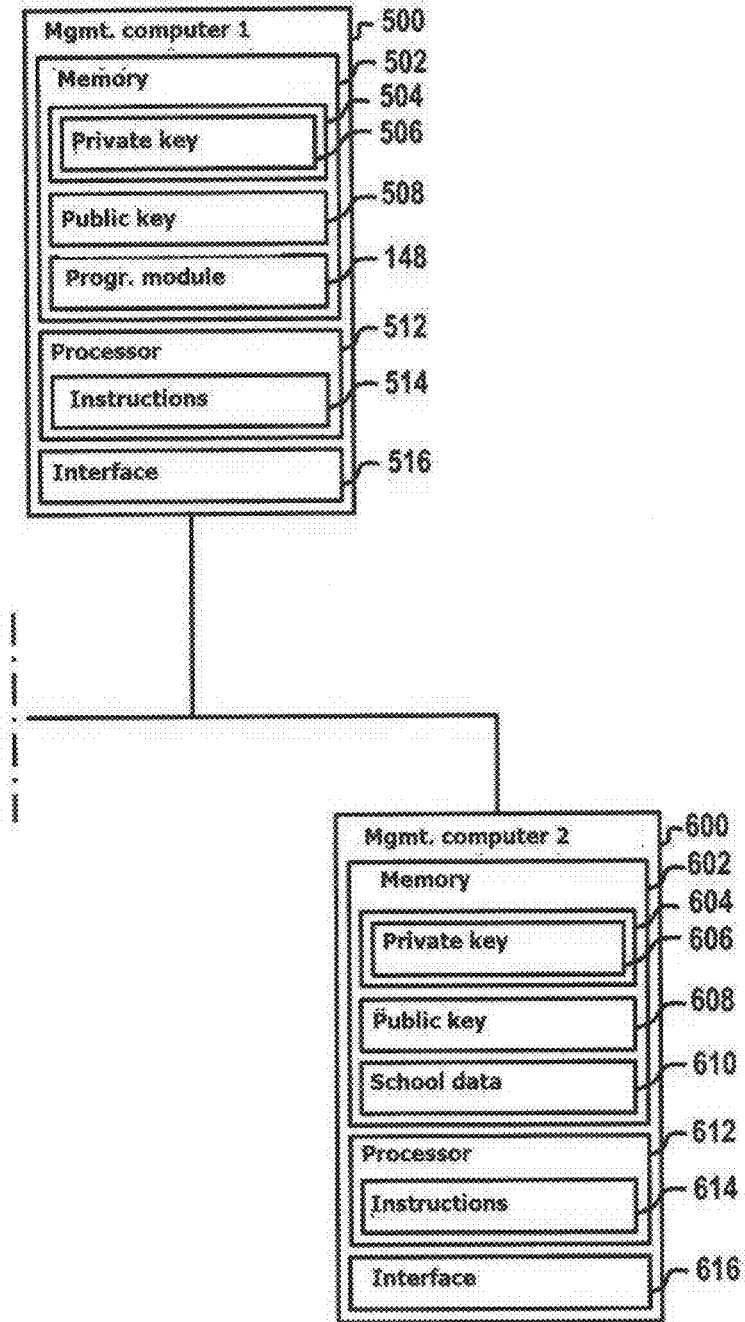 Mgmt. computer 1 500
Memory 502
504
Private key 506
Public key 508
Progr. module 148
Processor 512
Instructions 514
Interface 516
Mgmt. computer 2 600
Memory 602
604
Private key 606
Public key 608
School data 610
Processor 612
Instructions 614
Interface 616